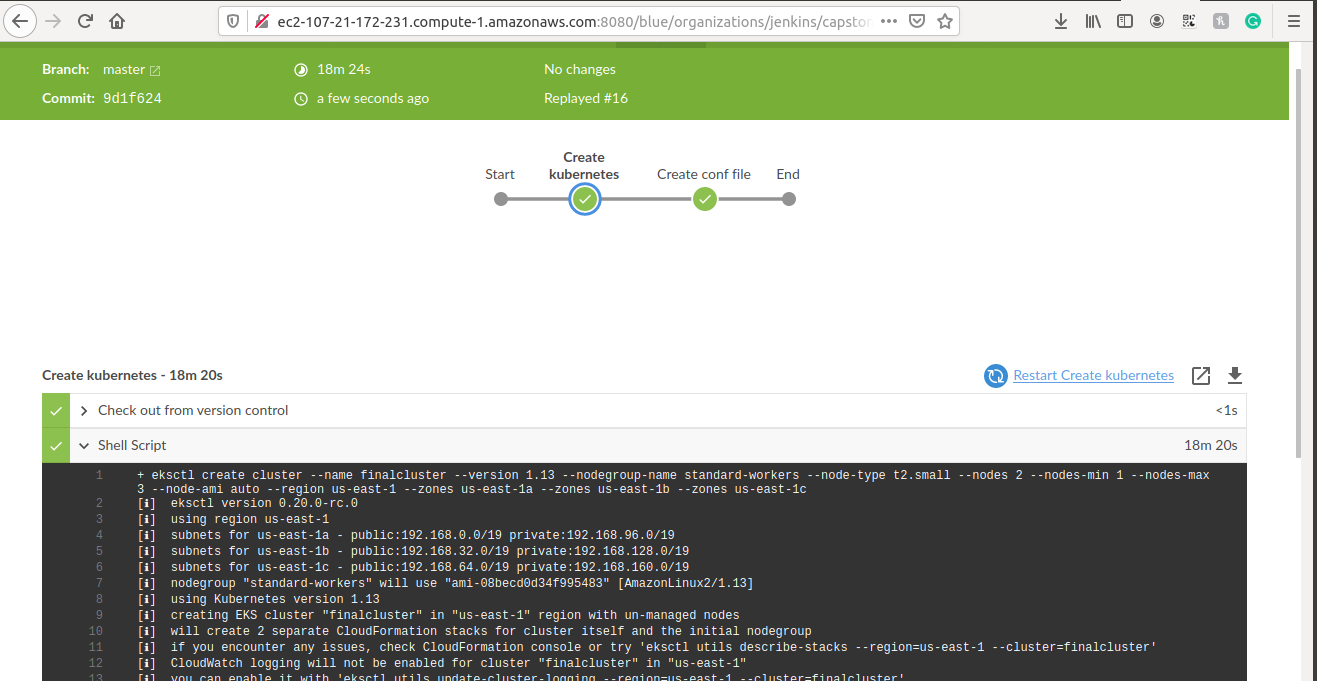 ec2-107-21-172-231.compute-1.amazonaws.com:8080/blue/organizations/jenkins/capsto
Branch: master 18m 24s No changes
Commit: 9d1f624 a few seconds ago Replayed #16
Create
Start kubernetes Create conf file End
Create kubernetes - 18m 20s Restart Create kubernetes
Check out from version control <1s
Shell Script 18m 20s
1 + eksctl create cluster --name finalcluster --version 1.13 --nodegroup-name standard-workers --node-type t2.small --nodes 2 --nodes-min 1 --nodes-max
3 --node-ami auto --region us-east-1 --zones us-east-1a --zones us-east-1b --zones us-east-1c
2 [ℹ] eksctl version 0.20.0-rc.0
3 [ℹ] using region us-east-1
4 [ℹ] subnets for us-east-1a - public:192.168.0.0/19 private:192.168.96.0/19
5 [ℹ] subnets for us-east-1b - public:192.168.32.0/19 private:192.168.128.0/19
6 [ℹ] subnets for us-east-1c - public:192.168.64.0/19 private:192.168.160.0/19
7 [ℹ] nodegroup "standard-workers" will use "ami-08becd0d34f995483" [AmazonLinux2/1.13]
8 [ℹ] using Kubernetes version 1.13
9 [ℹ] creating EKS cluster "finalcluster" in "us-east-1" region with un-managed nodes
10 [ℹ] will create 2 separate CloudFormation stacks for cluster itself and the initial nodegroup
11 [ℹ] if you encounter any issues, check CloudFormation console or try 'eksctl utils describe-stacks --region=us-east-1 --cluster=finalcluster'
12 [ℹ] CloudWatch logging will not be enabled for cluster "finalcluster" in "us-east-1"
13 [ℹ] you can enable it with 'eksctl utils update-cluster-logging --region=us-east-1 --cluster=finalcluster'